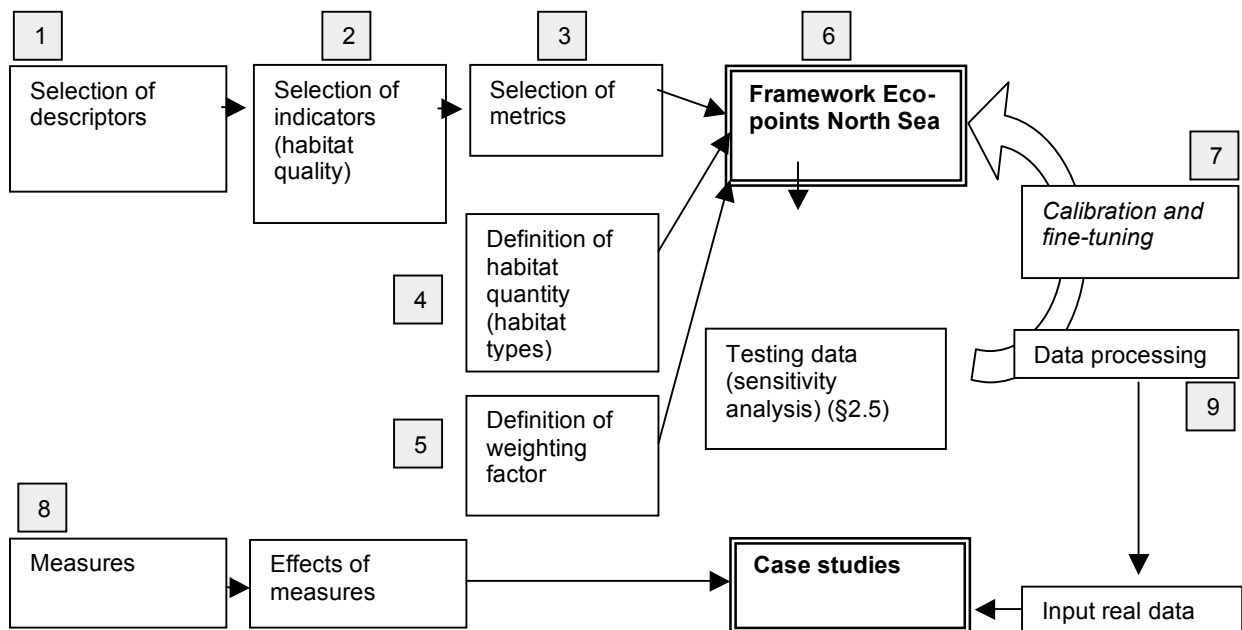 1
Selection of
descriptors
2
Selection of
indicators
(habitat
quality)
3
Selection of
metrics
6
Framework Eco-
points North Sea
7
Calibration and
fine-tuning
4
Definition of
habitat
quantity
(habitat
types)
5
Definition of
weighting
factor
Testing data
(sensitivity
analysis) (§2.5)
Data processing
9
8
Measures
Effects of
measures
Case studies
Input real data